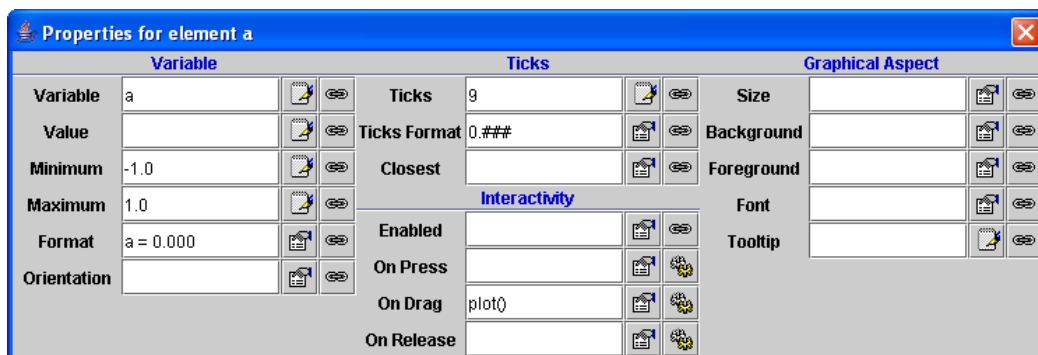 Properties for element a
Variable
Variable a
Value
Minimum -1.0
Maximum 1.0
Format a = 0.000
Orientation
Ticks
Ticks 9
Ticks Format 0.###
Closest
Interactivity
Enabled
On Press
On Drag plot()
On Release
Graphical Aspect
Size
Background
Foreground
Font
Tooltip